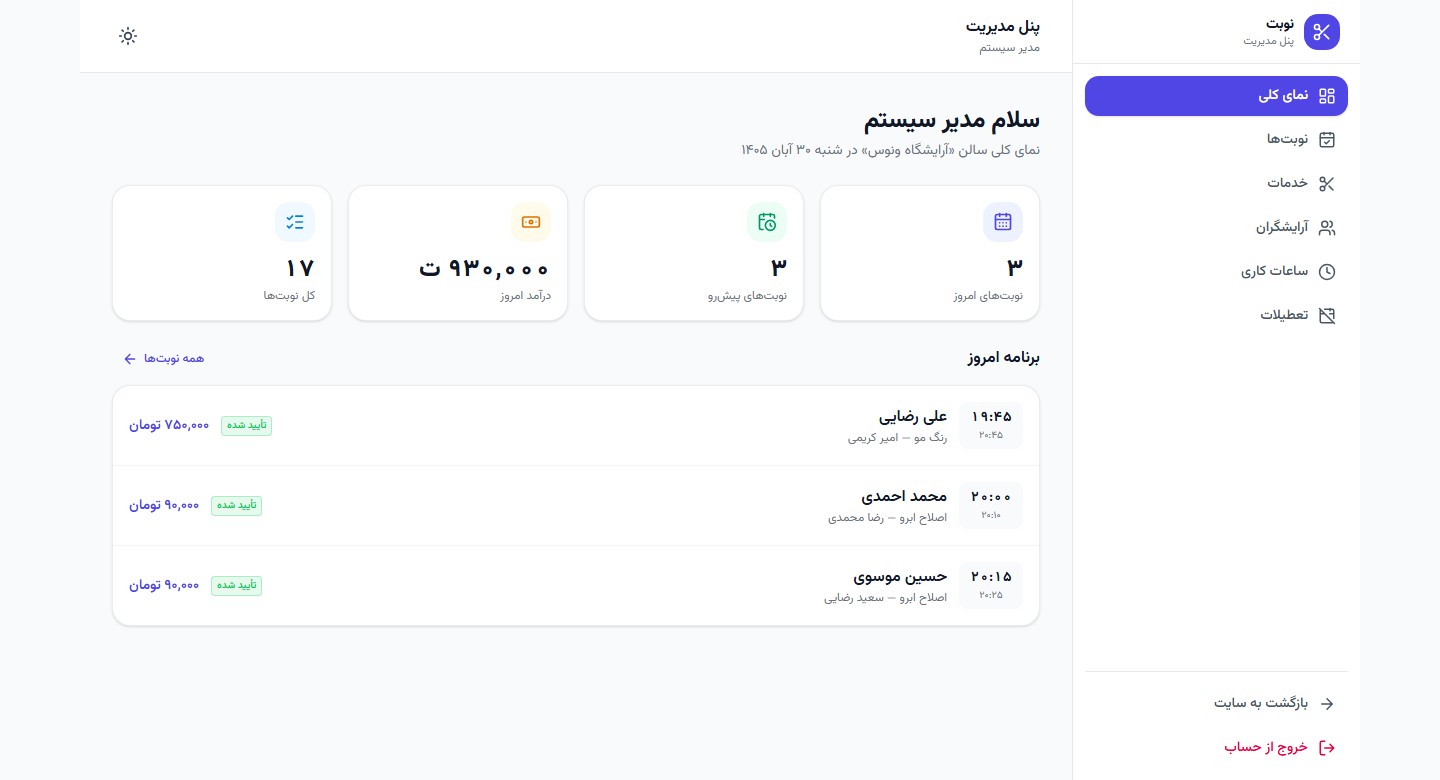 نوبت
پنل مدیریت
نمای کلی
نوبت‌ها
خدمات
آرایشگران
ساعات کاری
تعطیلات
بازگشت به سایت
خروج از حساب
پنل مدیریت
مدیر سیستم
سلام مدیر سیستم
نمای کلی سالن «آرایشگاه ونوس» در شنبه ۳۰ آبان ۱۴۰۵
۳
نوبت‌های امروز
۳
نوبت‌های پیش‌رو
۹۳۰,۰۰۰ ت
درآمد امروز
۱۷
کل نوبت‌ها
برنامه امروز
همه نوبت‌ها
۱۹:۴۵
۲۰:۴۵
علی رضایی
رنگ مو — امیر کریمی
تأیید شده
۷۵۰,۰۰۰ تومان
۲۰:۰۰
۲۰:۱۰
محمد احمدی
اصلاح ابرو — رضا محمدی
تأیید شده
۹۰,۰۰۰ تومان
۲۰:۱۵
۲۰:۲۵
حسین موسوی
اصلاح ابرو — سعید رضایی
تأیید شده
۹۰,۰۰۰ تومان